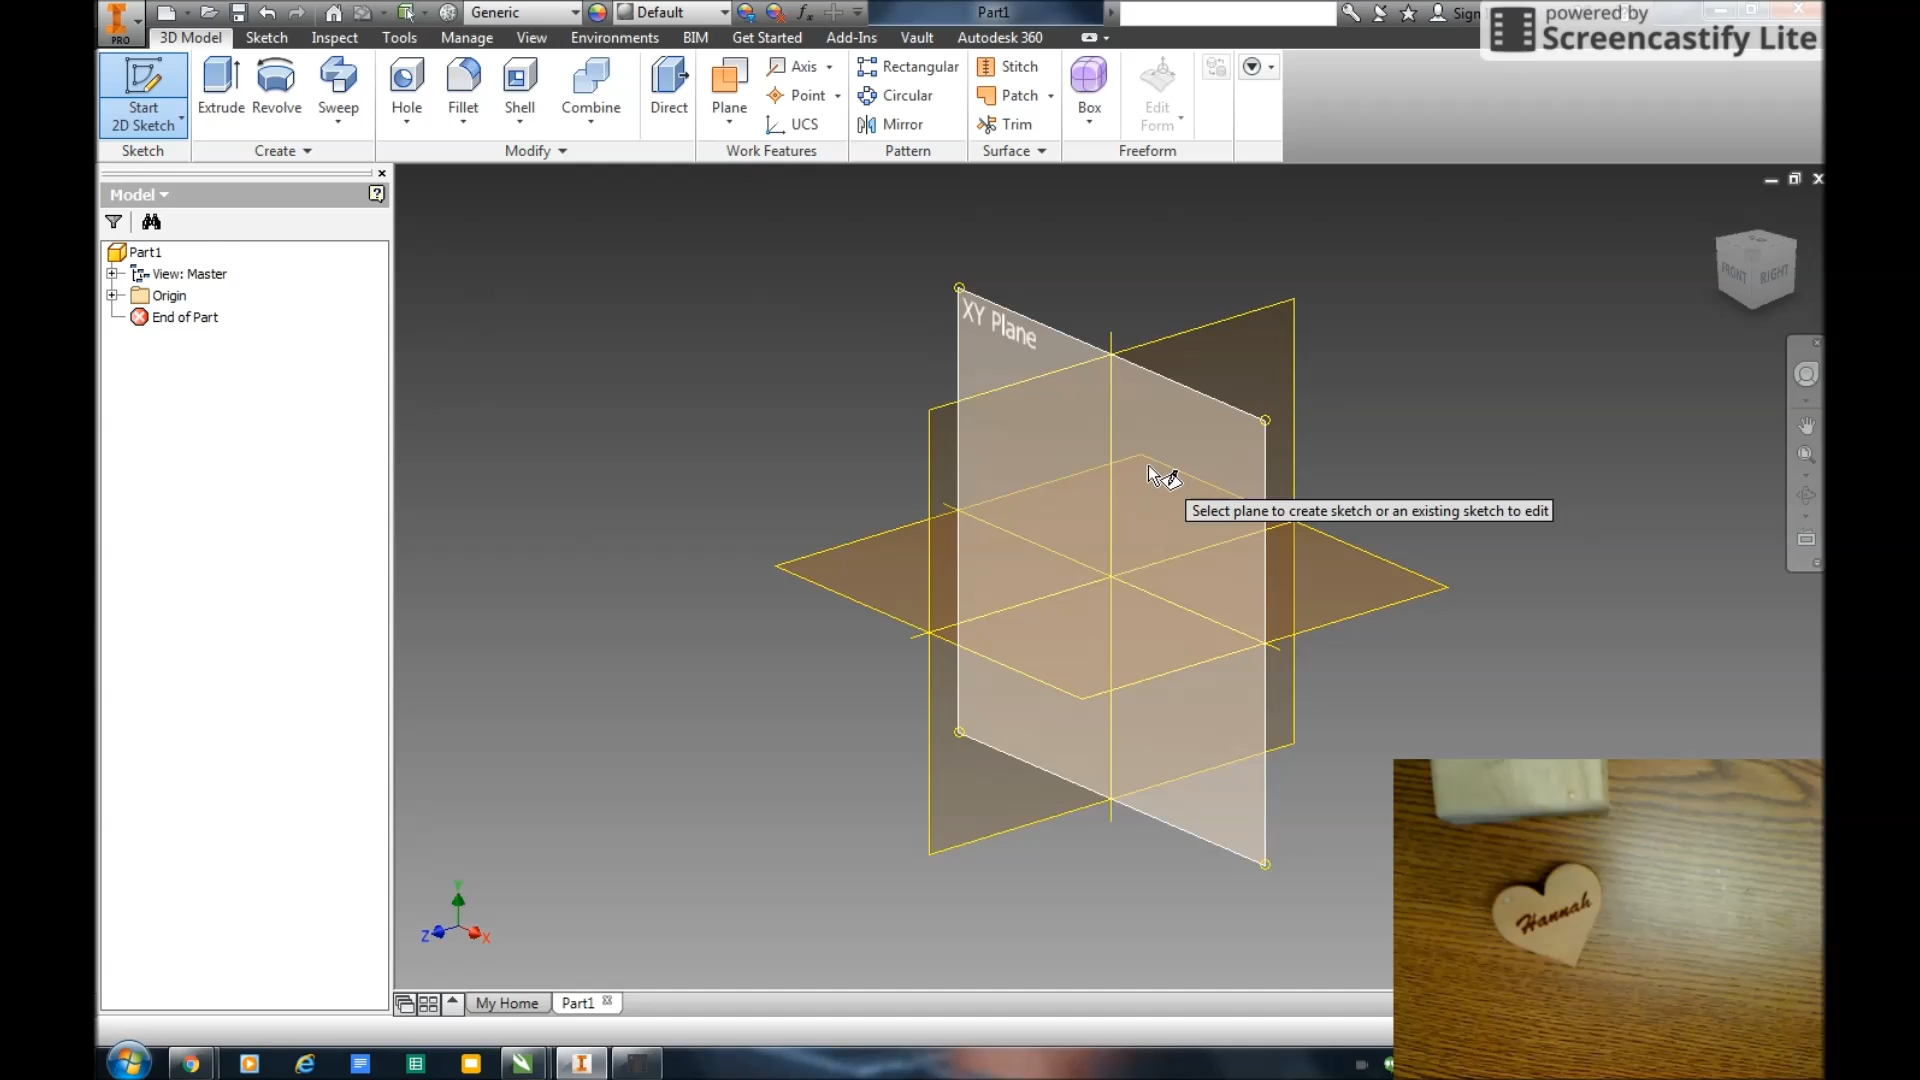 PRO
Generic
Default
fx
Part1
Sign
powered by
Screencastify Lite
3D Model
Sketch
Inspect
Tools
Manage
View
Environments
BIM
Get Started
Add-Ins
Vault
Autodesk 360
Start
2D Sketch
Extrude
Revolve
Sweep
Hole
Fillet
Shell
Combine
Direct
Plane
Axis
Point
UCS
Rectangular
Circular
Mirror
Stitch
Patch
Trim
Box
Edit
Form
Sketch
Create
Modify
Work Features
Pattern
Surface
Freeform
Model
Part1
View: Master
Origin
End of Part
FRONT
RIGHT
XY Plane
Select plane to create sketch or an existing sketch to edit
Y
Z
X
Hannah
My Home
Part1